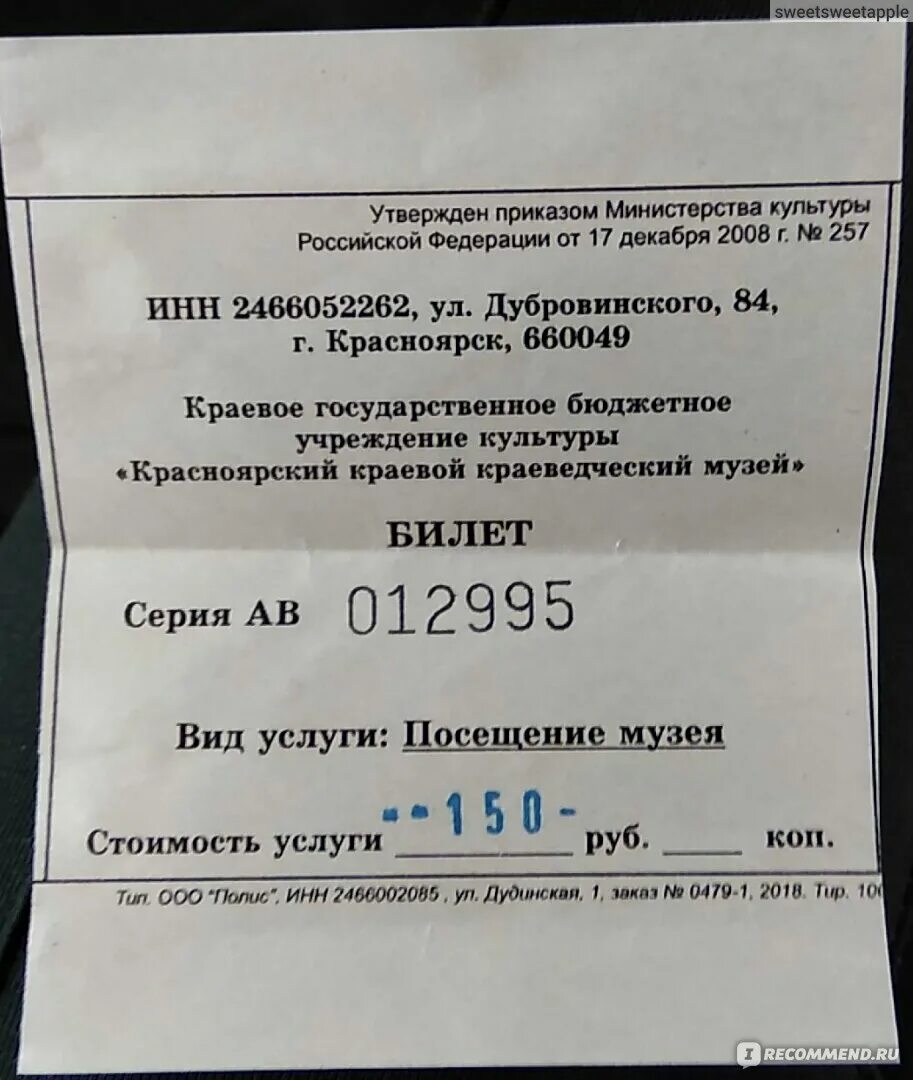 sweetsweetapple
Утвержден приказом Министерства культуры
Российской Федерации от 17 декабря 2008 г. № 257
ИНН 2466052262, ул. Дубровинского, 84,
г. Красноярск, 660049
Краевое государственное бюджетное
учреждение культуры
«Красноярский краевой краеведческий музей»
БИЛЕТ
Серия АВ 012995
Вид услуги: Посещение музея
Стоимость услуги --150- руб. ____ коп.
Тип. ООО "Полис", ИНН 2466002085, ул. Дудинская, 1, заказ № 0479-1, 2018. Тир.
IRECOMMEND.RU